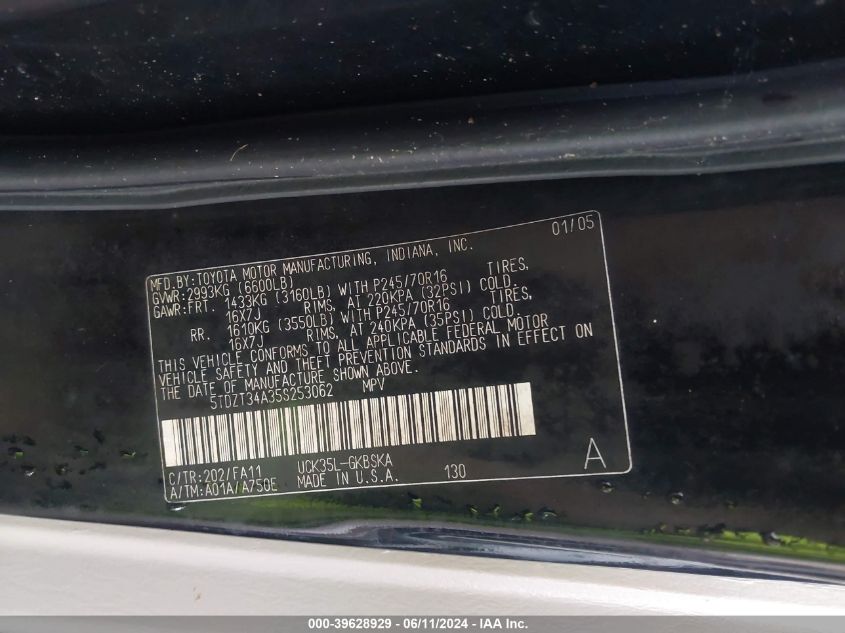 01/05
MFD.BY:TOYOTA MOTOR MANUFACTURING, INDIANA, INC.
GVWR:2993KG (6600LB)
GAWR:FRT. 1433KG (3160LB) WITH P245/70R16 TIRES,
16X7J RIMS, AT 220KPA (32PSI) COLD.
RR. 1610KG (3550LB) WITH P245/70R16 TIRES,
16X7J RIMS, AT 240KPA (35PSI) COLD.
THIS VEHICLE CONFORMS TO ALL APPLICABLE FEDERAL MOTOR
VEHICLE SAFETY AND THEFT PREVENTION STANDARDS IN EFFECT ON
THE DATE OF MANUFACTURE SHOWN ABOVE.
5TDZT34A35S253062 MPV
C/TR:202/FA11 UCK35L-GKBSKA
A/TM:A01A/A750E MADE IN U.S.A. 130 A
000-39628929 - 06/11/2024 - IAA Inc.